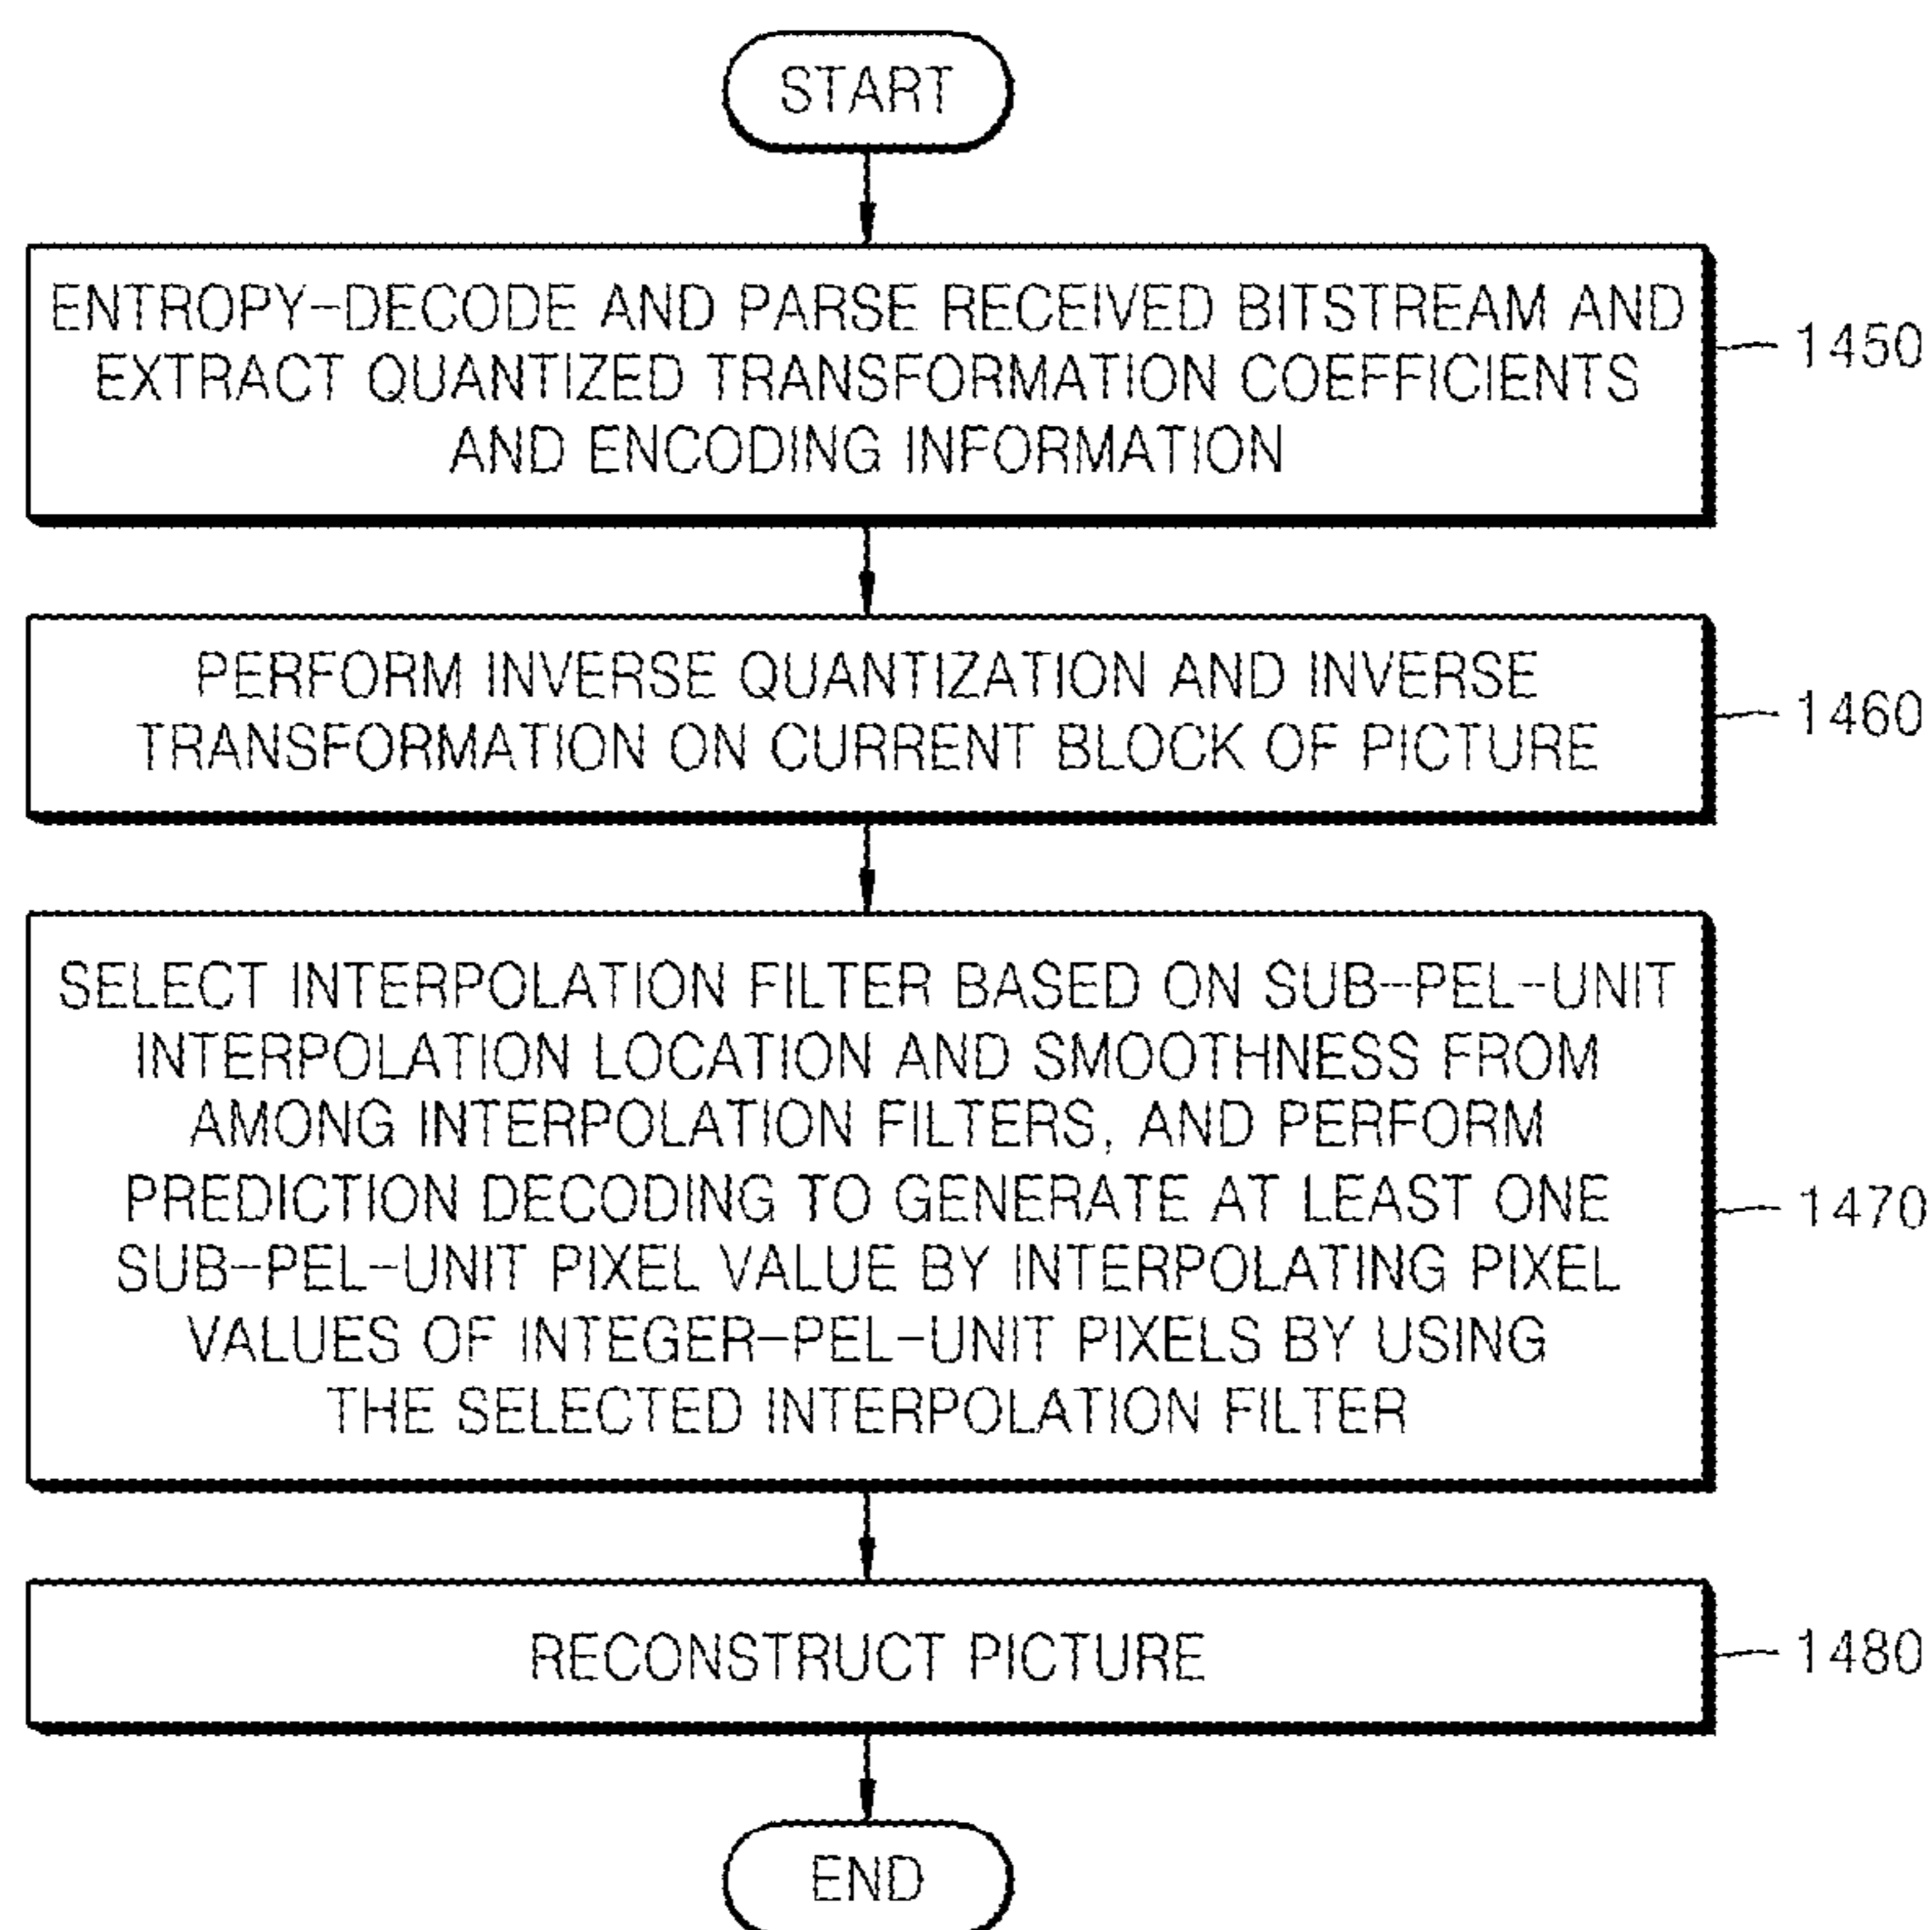 START
ENTROPY-DECODE AND PARSE RECEIVED BITSTREAM AND
EXTRACT QUANTIZED TRANSFORMATION COEFFICIENTS
AND ENCODING INFORMATION
1450
PERFORM INVERSE QUANTIZATION AND INVERSE
TRANSFORMATION ON CURRENT BLOCK OF PICTURE
1460
SELECT INTERPOLATION FILTER BASED ON SUB-PEL-UNIT
INTERPOLATION LOCATION AND SMOOTHNESS FROM
AMONG INTERPOLATION FILTERS, AND PERFORM
PREDICTION DECODING TO GENERATE AT LEAST ONE
SUB-PEL-UNIT PIXEL VALUE BY INTERPOLATING PIXEL
VALUES OF INTEGER-PEL-UNIT PIXELS BY USING
THE SELECTED INTERPOLATION FILTER
1470
RECONSTRUCT PICTURE
1480
END